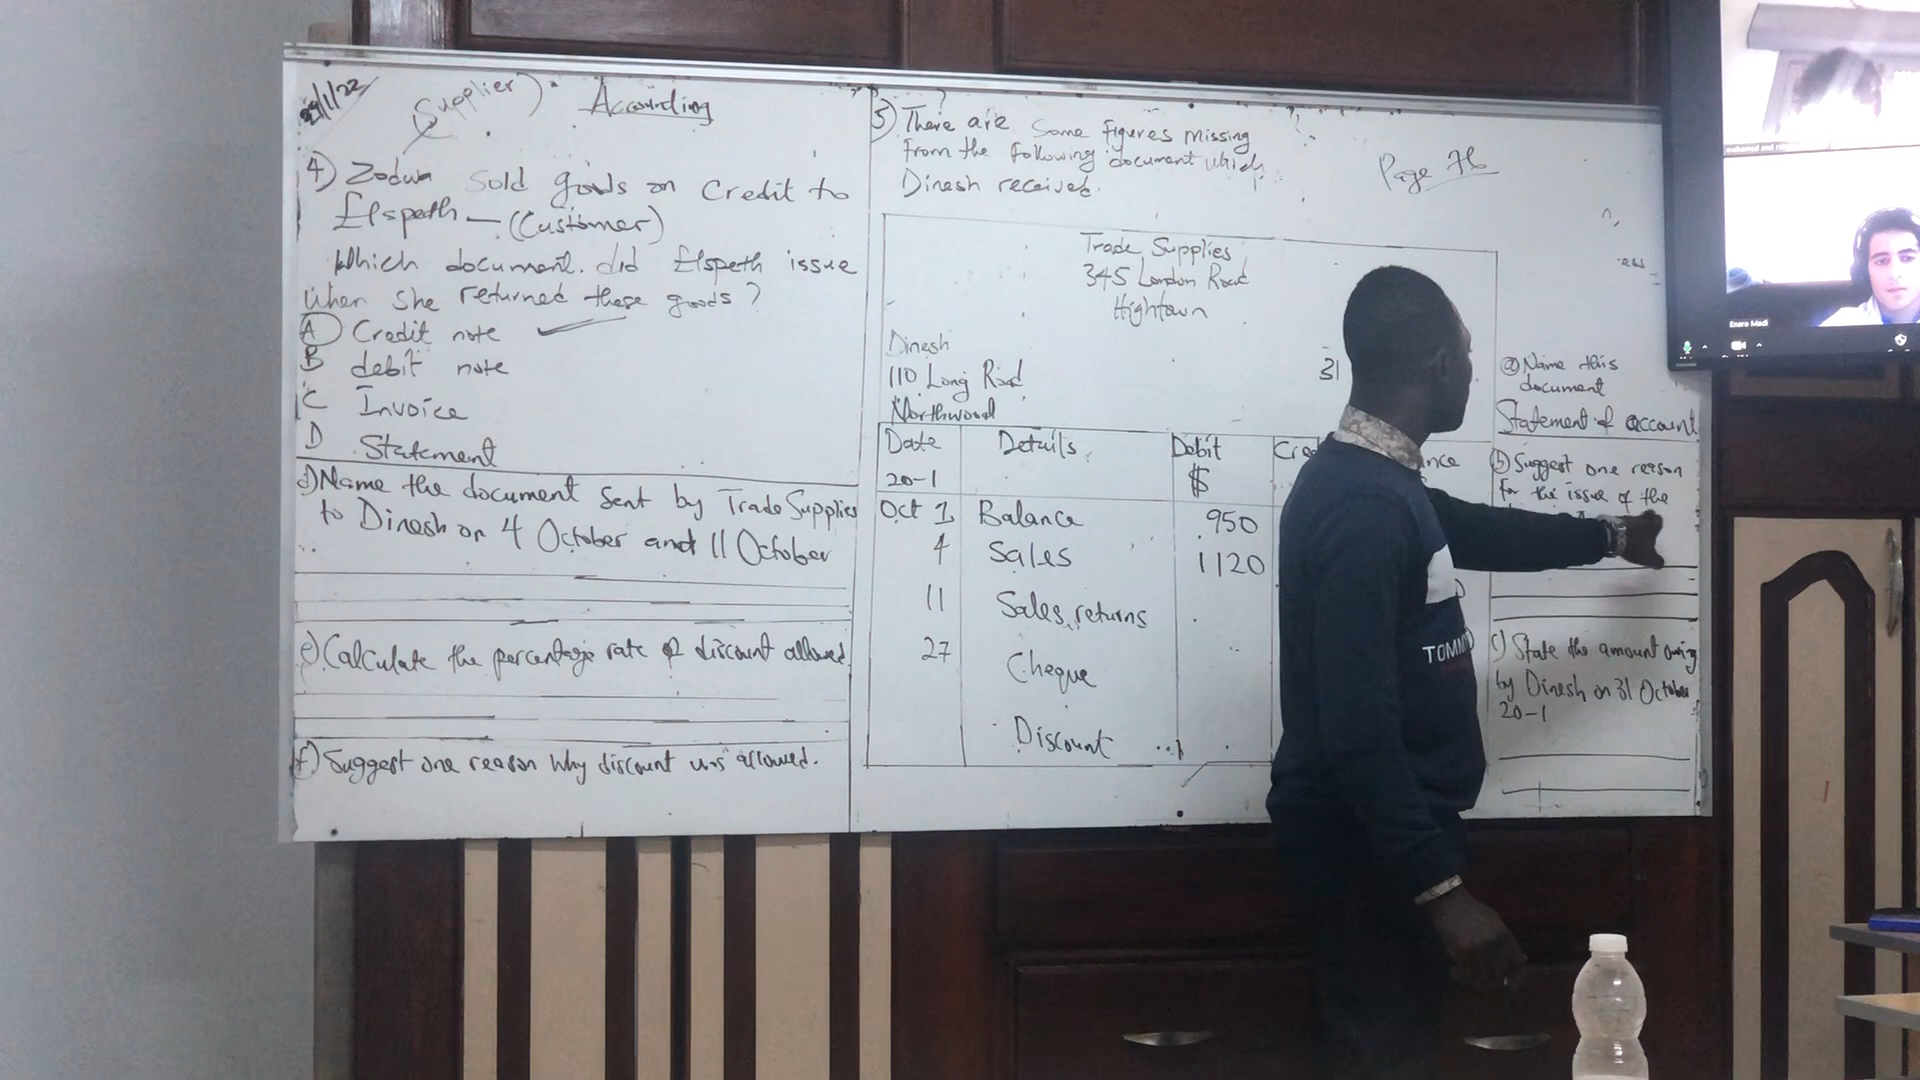 29/1/22
(Supplier)
Accounting
4) Zodwa sold goods on credit to
Elspeth — (Customer)
Which document did Elspeth issue
when she returned these goods?
A Credit note
B debit note
C Invoice
D Statement
d) Name the document sent by Trade Supplies
to Dinesh on 4 October and 11 October
e) Calculate the percentage rate of discount allowed
f) Suggest one reason why discount was allowed.
5) There are some figures missing
from the following document which
Dinesh received.
Page 76
Trade Supplies
345 London Road
Hightown
Dinesh
110 Long Road
Northwood
31
Date Details Debit
20-1 $
Oct 1 Balance 950
4 Sales 1120
11 Sales returns
27 Cheque
Discount
a) Name this
document
Statement of account
b) Suggest one reason
for the issue of the
c) State the amount owing
by Dinesh on 31 October
20-1
TOMM
Enaro Madi